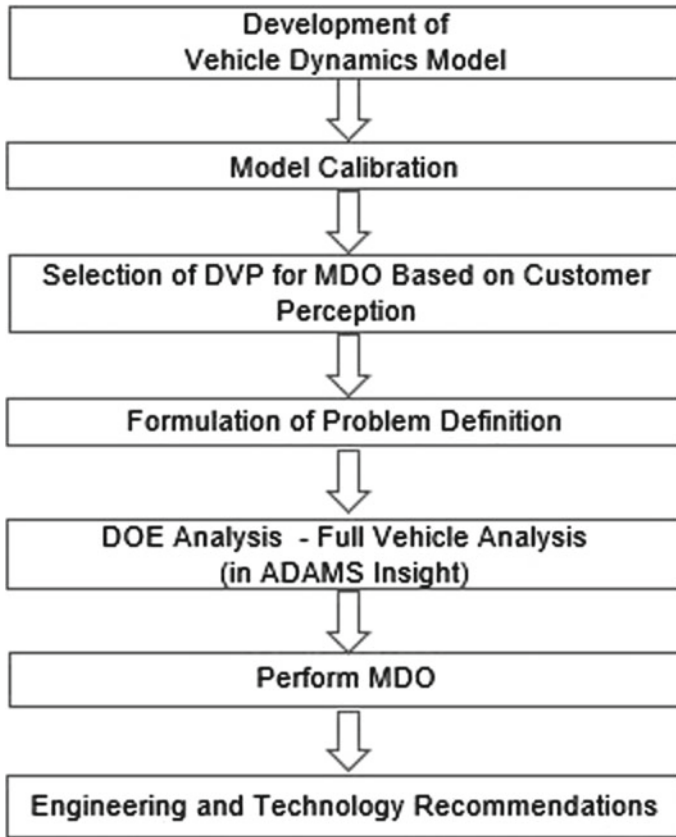 Development of
Vehicle Dynamics Model
Model Calibration
Selection of DVP for MDO Based on Customer
Perception
Formulation of Problem Definition
DOE Analysis - Full Vehicle Analysis
(in ADAMS Insight)
Perform MDO
Engineering and Technology Recommendations